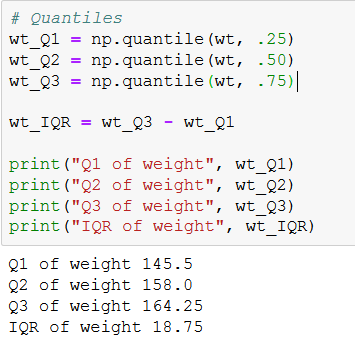 # Quantiles
wt_Q1 = np.quantile(wt, .25)
wt_Q2 = np.quantile(wt, .50)
wt_Q3 = np.quantile(wt, .75)
wt_IQR = wt_Q3 - wt_Q1
print("Q1 of weight", wt_Q1)
print("Q2 of weight", wt_Q2)
print("Q3 of weight", wt_Q3)
print("IQR of weight", wt_IQR)
Q1 of weight 145.5
Q2 of weight 158.0
Q3 of weight 164.25
IQR of weight 18.75